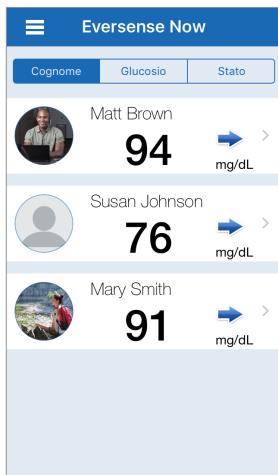 Eversense Now
Cognome Glucosio Stato
Matt Brown
94
mg/dL
Susan Johnson
76
mg/dL
Mary Smith
91
mg/dL